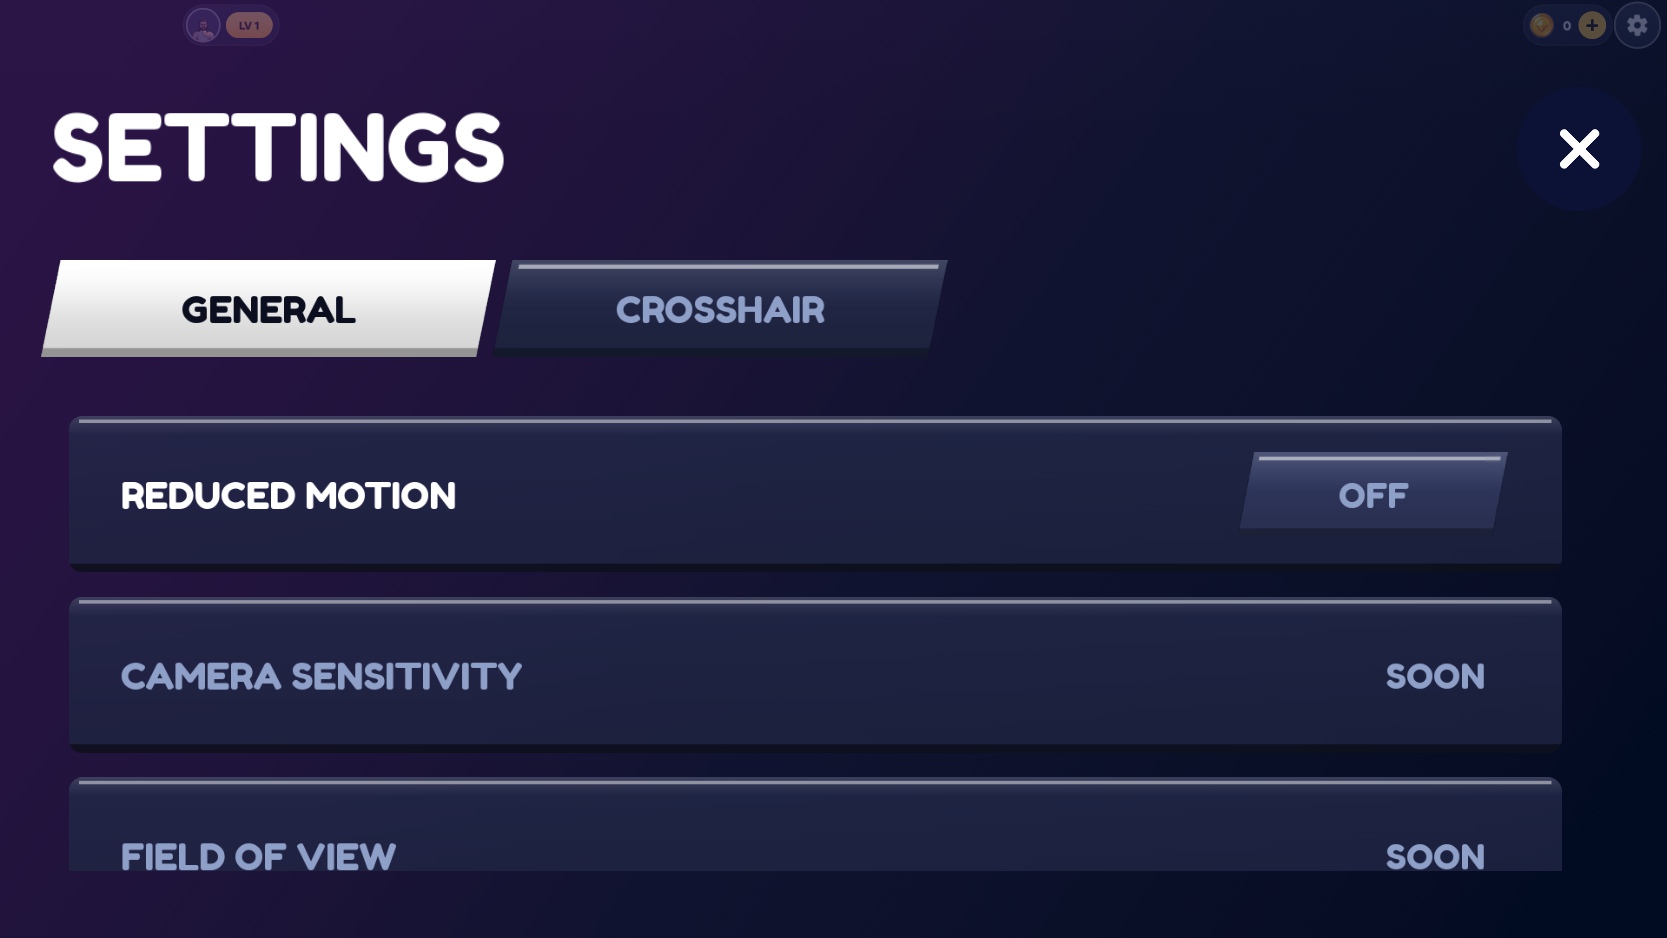 LV 1
0
SETTINGS
GENERAL
CROSSHAIR
REDUCED MOTION
OFF
CAMERA SENSITIVITY
SOON
FIELD OF VIEW
SOON